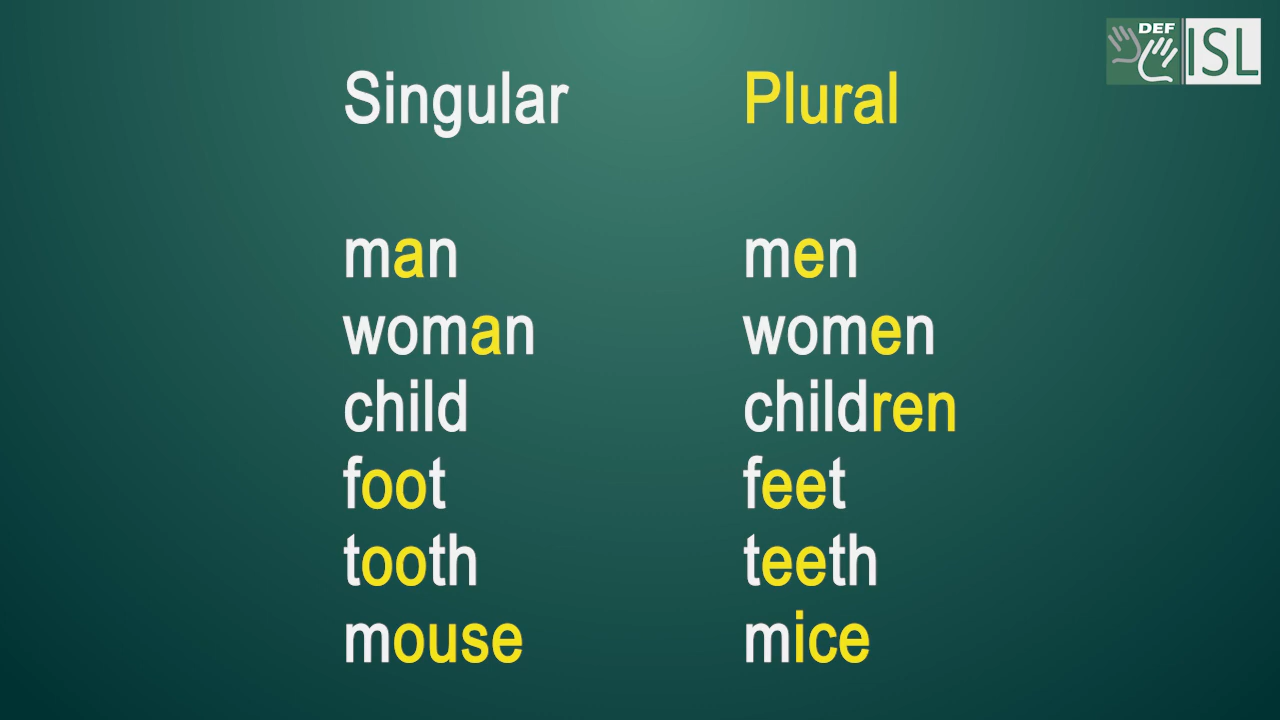 DEF
ISL
Singular Plural
man men
woman women
child children
foot feet
tooth teeth
mouse mice